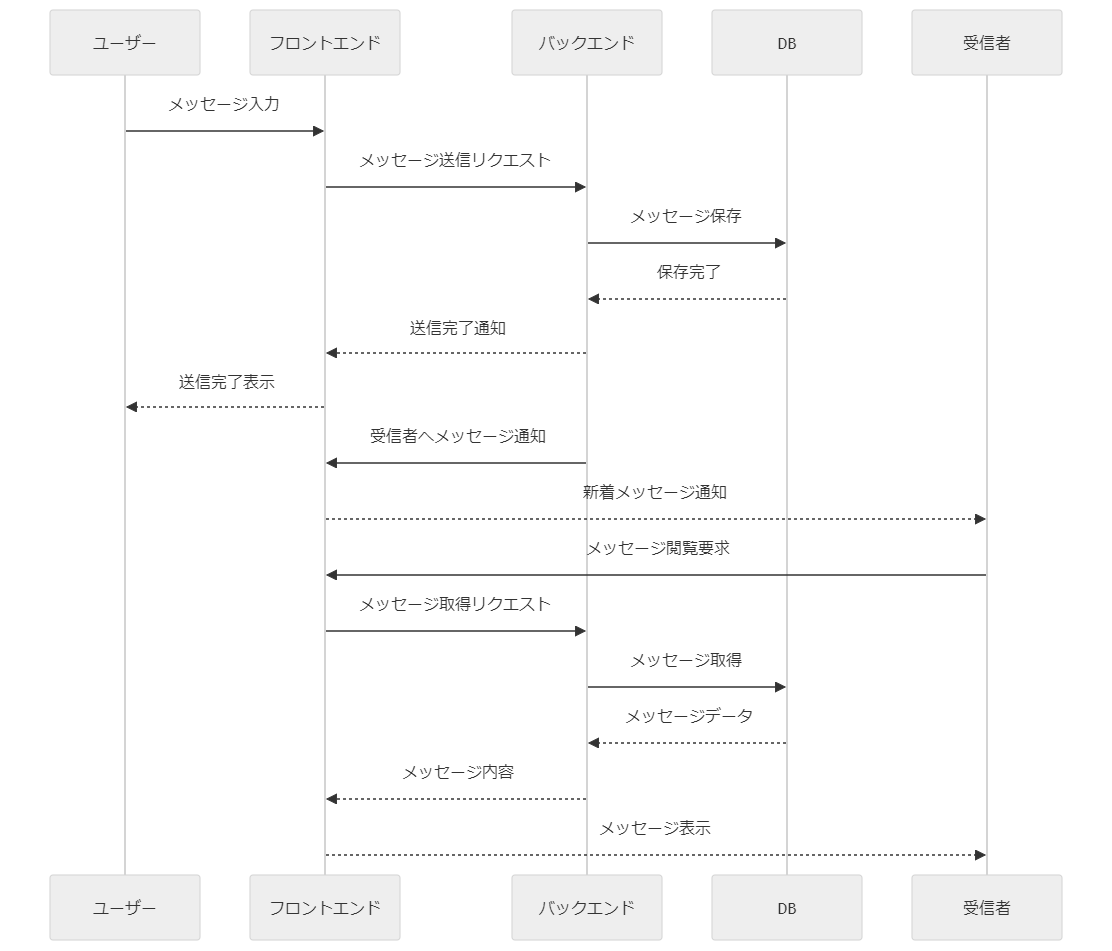 ユーザー
フロントエンド
バックエンド
DB
受信者
メッセージ入力
メッセージ送信リクエスト
メッセージ保存
保存完了
送信完了通知
送信完了表示
受信者へメッセージ通知
新着メッセージ通知
メッセージ閲覧要求
メッセージ取得リクエスト
メッセージ取得
メッセージデータ
メッセージ内容
メッセージ表示
ユーザー
フロントエンド
バックエンド
DB
受信者